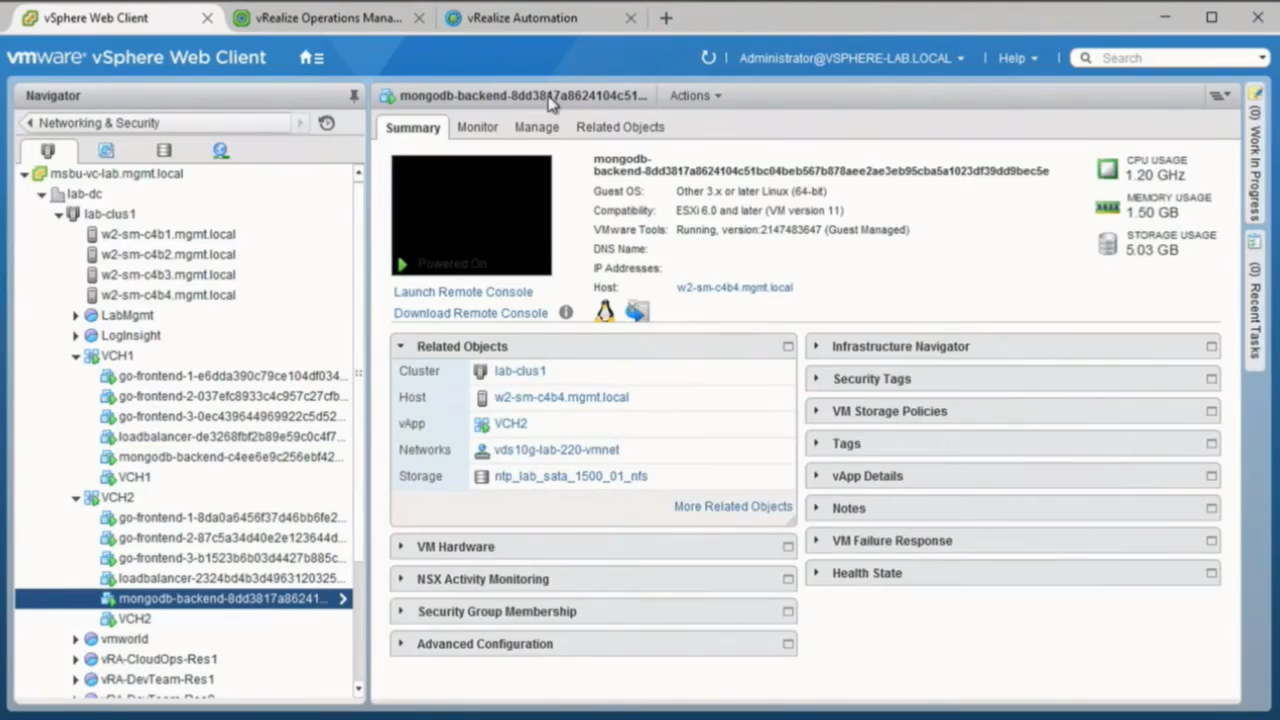 vSphere Web Client
vRealize Operations Mana...
vRealize Automation
vmware® vSphere Web Client
Administrator@VSPHERE-LAB.LOCAL
Help
Search
Navigator
Networking & Security
msbu-vc-lab.mgmt.local
lab-dc
lab-clus1
w2-sm-c4b1.mgmt.local
w2-sm-c4b2.mgmt.local
w2-sm-c4b3.mgmt.local
w2-sm-c4b4.mgmt.local
LabMgmt
LogInsight
VCH1
go-frontend-1-e6dda390c79ce104df034...
go-frontend-2-037efc8933c4c957c27cfb...
go-frontend-3-0ec439644969922c5d52...
loadbalancer-de3268fbf2b89e59c0c4f7...
mongodb-backend-c4ee6e9c256ebf42...
VCH1
VCH2
go-frontend-1-8da0a6456f37d46bb6fe2...
go-frontend-2-87c5a34d40e2e123644d...
go-frontend-3-b1523b6b03d4427b885c...
loadbalancer-2324bd4b3d4963120325...
mongodb-backend-8dd3817a86241...
VCH2
vmworld
vRA-CloudOps-Res1
vRA-DevTeam-Res1
mongodb-backend-8dd3817a8624104c51...
Actions
Summary
Monitor
Manage
Related Objects
Powered On
Launch Remote Console
Download Remote Console
mongodb-
backend-8dd3817a8624104c51bc04beb567b878aee2ae3eb95cba5a1023df39dd9bec5e
Guest OS: Other 3.x or later Linux (64-bit)
Compatibility: ESXi 6.0 and later (VM version 11)
VMware Tools: Running, version:2147483647 (Guest Managed)
DNS Name:
IP Addresses:
Host: w2-sm-c4b4.mgmt.local
CPU USAGE
1.20 GHz
MEMORY USAGE
1.50 GB
STORAGE USAGE
5.03 GB
Related Objects
Cluster lab-clus1
Host w2-sm-c4b4.mgmt.local
vApp VCH2
Networks vds10g-lab-220-vmnet
Storage ntp_lab_sata_1500_01_nfs
More Related Objects
VM Hardware
NSX Activity Monitoring
Security Group Membership
Advanced Configuration
Infrastructure Navigator
Security Tags
VM Storage Policies
Tags
vApp Details
Notes
VM Failure Response
Health State
(0) Work In Progress
(0) Recent Tasks